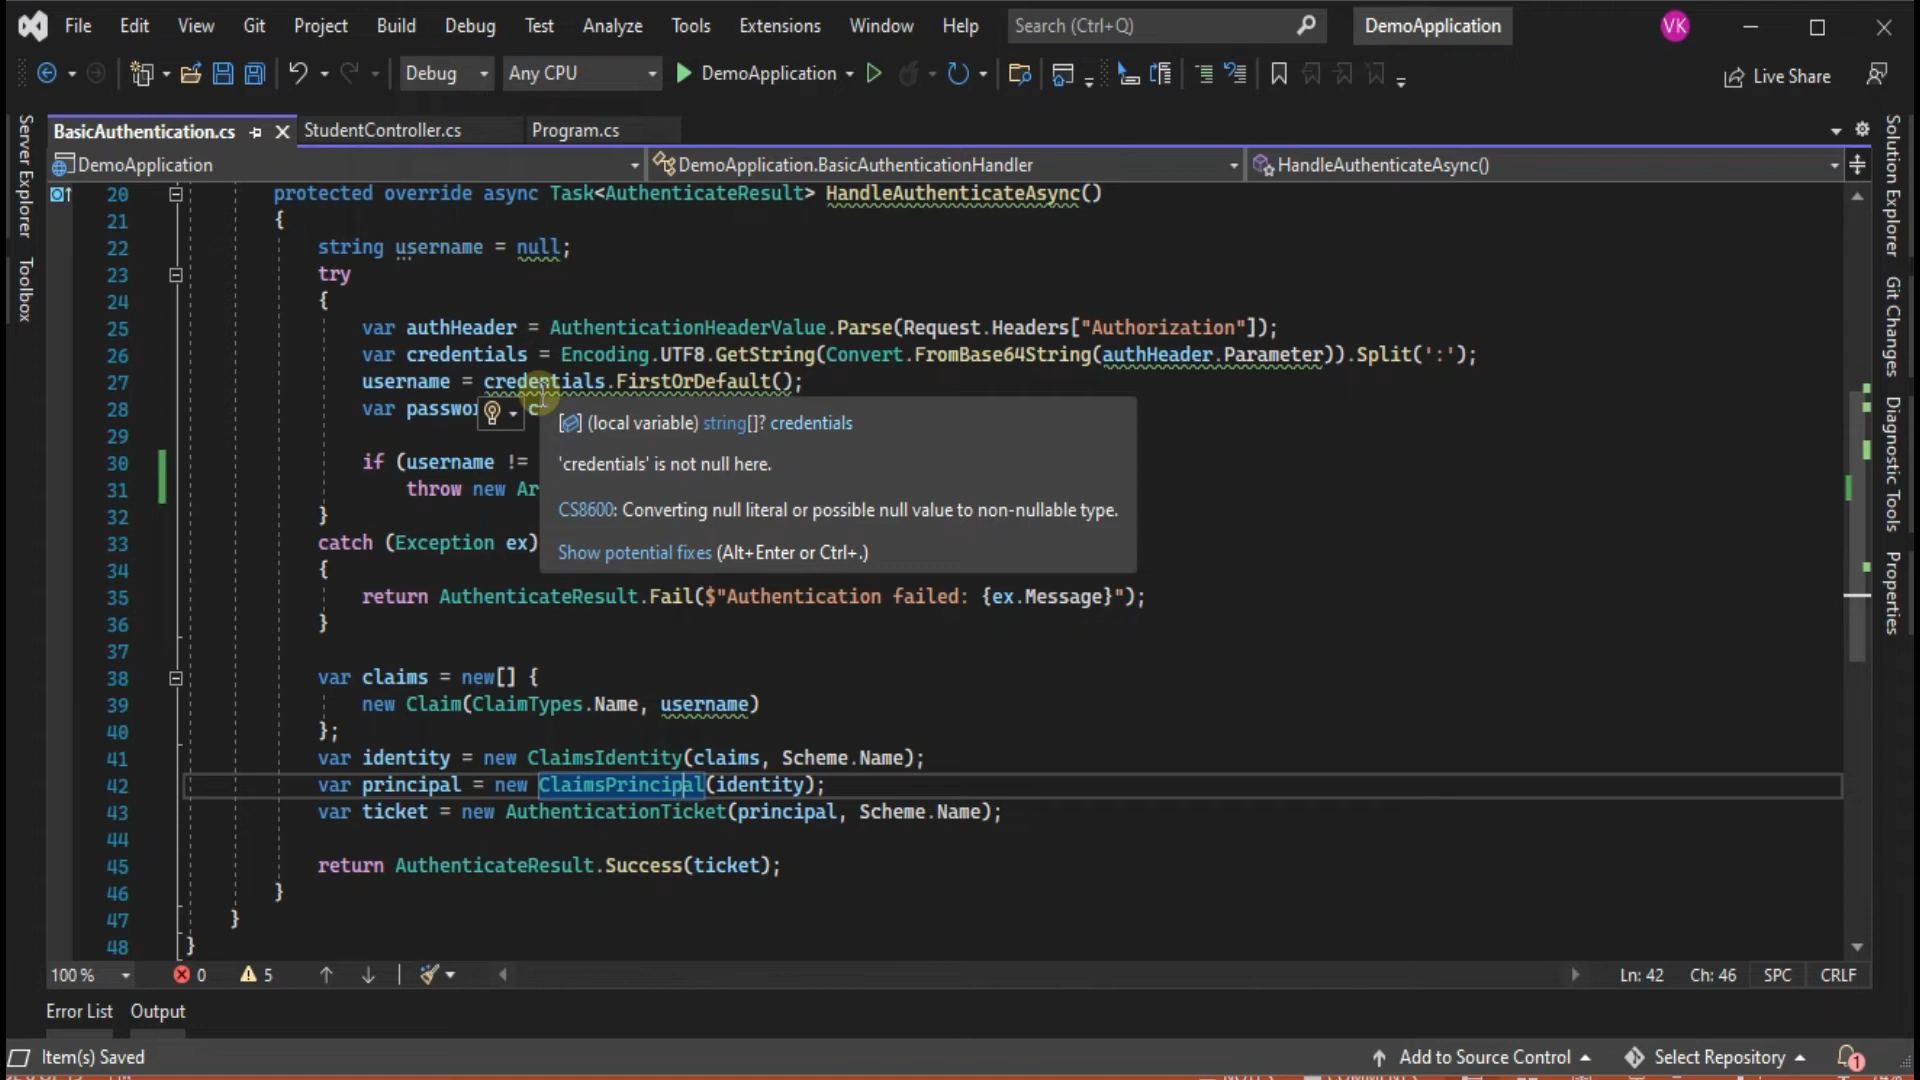 File Edit View Git Project Build Debug Test Analyze Tools Extensions Window Help Search (Ctrl+Q) DemoApplication VK
Debug Any CPU DemoApplication Live Share
Server Explorer
Toolbox
BasicAuthentication.cs StudentController.cs Program.cs
DemoApplication DemoApplication.BasicAuthenticationHandler HandleAuthenticateAsync()
20 protected override async Task<AuthenticateResult> HandleAuthenticateAsync()
21 {
22 string username = null;
23 try
24 {
25 var authHeader = AuthenticationHeaderValue.Parse(Request.Headers["Authorization"]);
26 var credentials = Encoding.UTF8.GetString(Convert.FromBase64String(authHeader.Parameter)).Split(':');
27 username = credentials.FirstOrDefault();
28 var passwo c
(local variable) string[]? credentials
'credentials' is not null here.
CS8600: Converting null literal or possible null value to non-nullable type.
Show potential fixes (Alt+Enter or Ctrl+.)
29
30 if (username !=
31 throw new Ar
32 }
33 catch (Exception ex)
34 {
35 return AuthenticateResult.Fail($"Authentication failed: {ex.Message}");
36 }
37
38 var claims = new[] {
39 new Claim(ClaimTypes.Name, username)
40 };
41 var identity = new ClaimsIdentity(claims, Scheme.Name);
42 var principal = new ClaimsPrincipal(identity);
43 var ticket = new AuthenticationTicket(principal, Scheme.Name);
44
45 return AuthenticateResult.Success(ticket);
46 }
47 }
48 }
Solution Explorer
Git Changes
Diagnostic Tools
Properties
100 % 0 5 Ln: 42 Ch: 46 SPC CRLF
Error List Output
Item(s) Saved Add to Source Control Select Repository 1